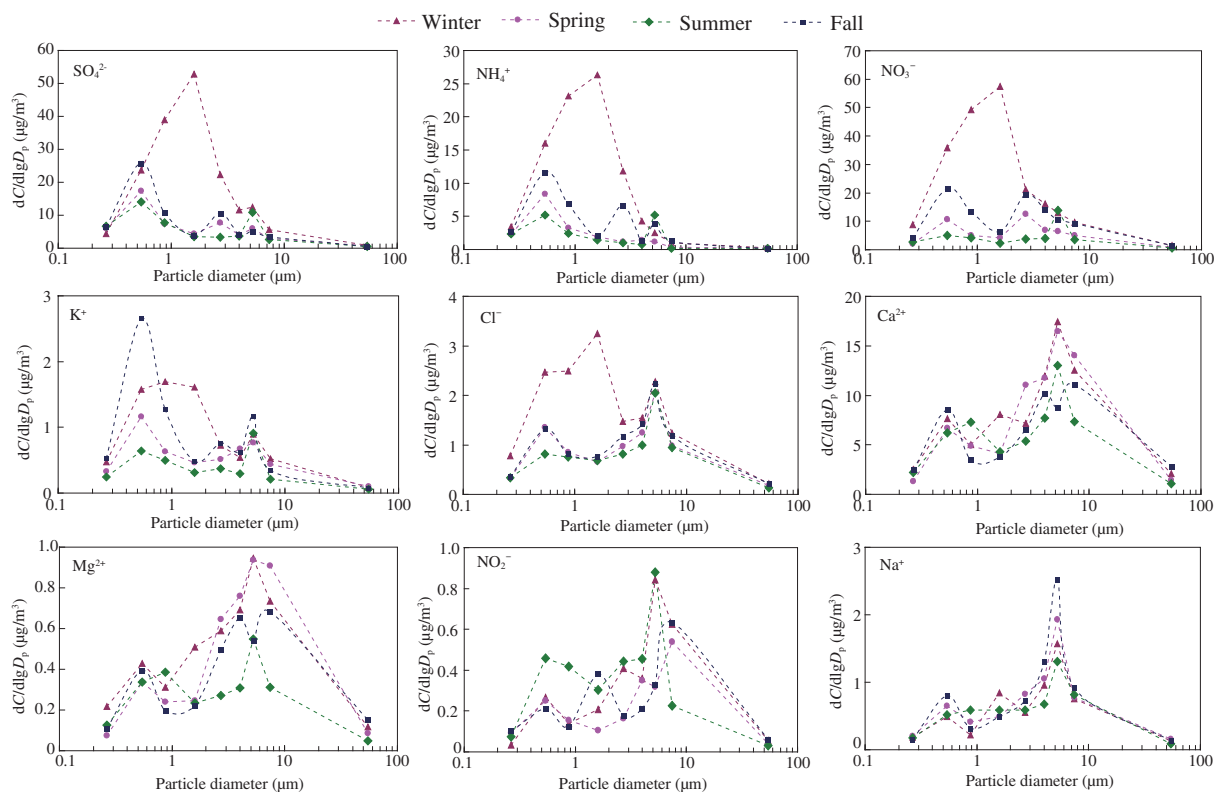 Winter Spring Summer Fall
SO₄²⁻
dC/dlgDₚ (μg/m³)
60
50
40
30
20
10
0
0.1 1 10 100
Particle diameter (μm)
NH₄⁺
dC/dlgDₚ (μg/m³)
30
25
20
15
10
5
0
0.1 1 10 100
Particle diameter (μm)
NO₃⁻
dC/dlgDₚ (μg/m³)
70
60
50
40
30
20
10
0
0.1 1 10 100
Particle diameter (μm)
K⁺
dC/dlgDₚ (μg/m³)
3
2
1
0
0.1 1 10 100
Particle diameter (μm)
Cl⁻
dC/dlgDₚ (μg/m³)
4
3
2
1
0
0.1 1 10 100
Particle diameter (μm)
Ca²⁺
dC/dlgDₚ (μg/m³)
20
15
10
5
0
0.1 1 10 100
Particle diameter (μm)
Mg²⁺
dC/dlgDₚ (μg/m³)
1.0
0.8
0.6
0.4
0.2
0
0.1 1 10 100
Particle diameter (μm)
NO₂⁻
dC/dlgDₚ (μg/m³)
1.0
0.8
0.6
0.4
0.2
0
0.1 1 10 100
Particle diameter (μm)
Na⁺
dC/dlgDₚ (μg/m³)
3
2
1
0
0.1 1 10 100
Particle diameter (μm)